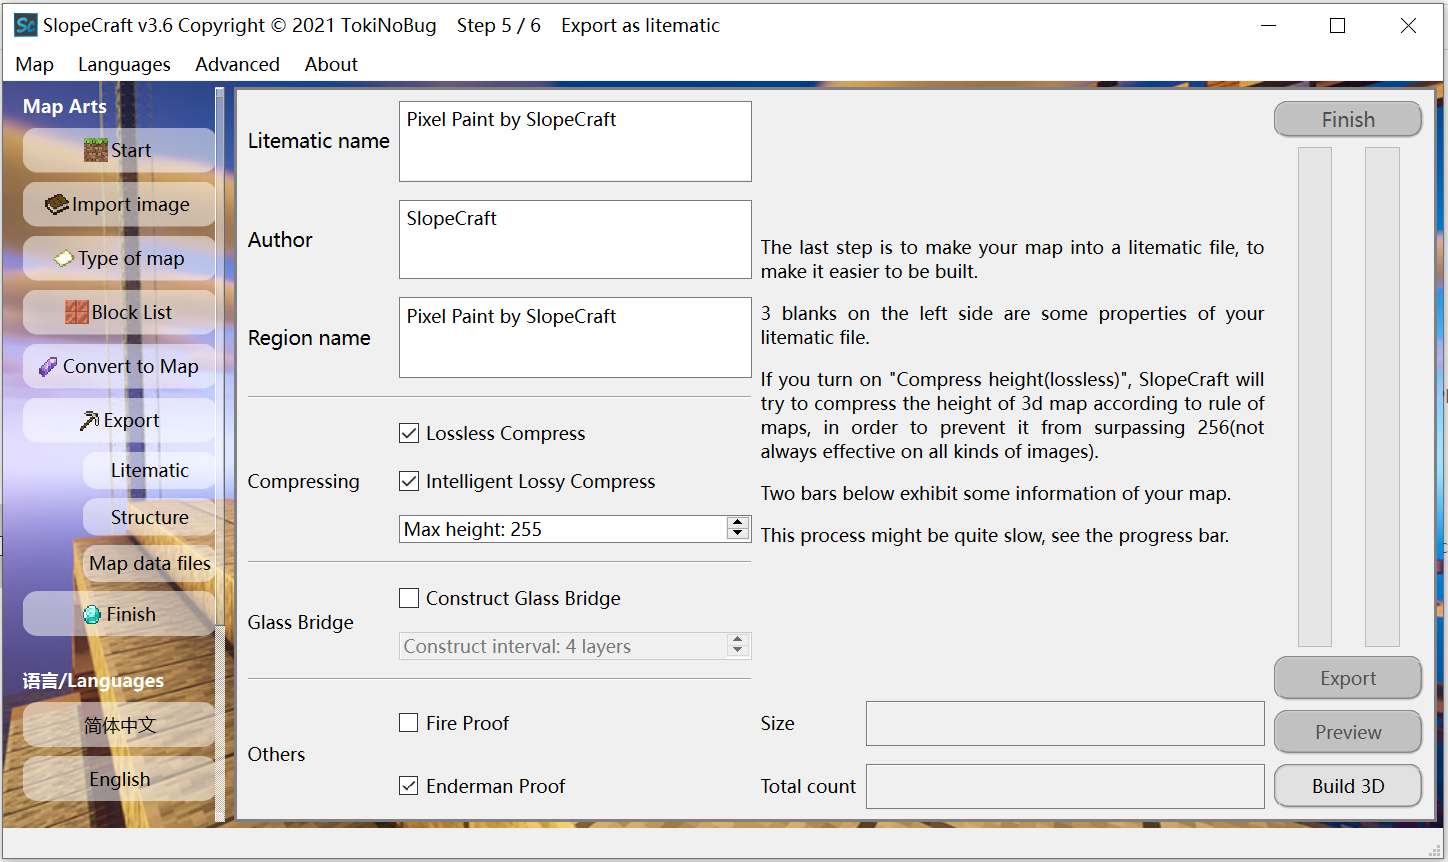 SlopeCraft v3.6 Copyright © 2021 TokiNoBug Step 5 / 6 Export as litematic
Map Languages Advanced About
Map Arts
Start
Import image
Type of map
Block List
Convert to Map
Export
Litematic
Structure
Map data files
Finish
语言/Languages
简体中文
English
Litematic name
Pixel Paint by SlopeCraft
Author
SlopeCraft
Region name
Pixel Paint by SlopeCraft
Compressing
Lossless Compress
Intelligent Lossy Compress
Max height: 255
Glass Bridge
Construct Glass Bridge
Construct interval: 4 layers
Others
Fire Proof
Enderman Proof
The last step is to make your map into a litematic file, to
make it easier to be built.
3 blanks on the left side are some properties of your
litematic file.
If you turn on "Compress height(lossless)", SlopeCraft will
try to compress the height of 3d map according to rule of
maps, in order to prevent it from surpassing 256(not
always effective on all kinds of images).
Two bars below exhibit some information of your map.
This process might be quite slow, see the progress bar.
Size
Total count
Finish
Export
Preview
Build 3D